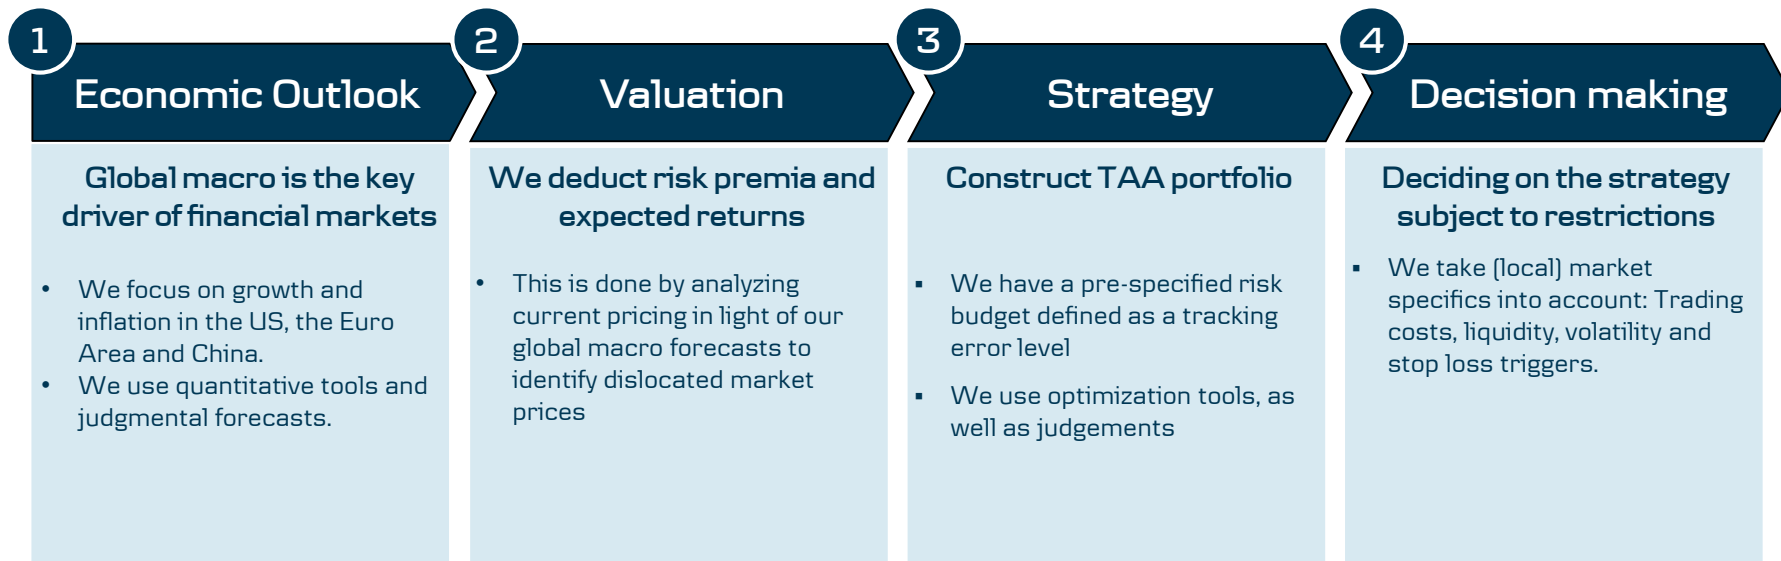 1
Economic Outlook
Global macro is the key
driver of financial markets
• We focus on growth and
inflation in the US, the Euro
Area and China.
• We use quantitative tools and
judgmental forecasts.
2
Valuation
We deduct risk premia and
expected returns
• This is done by analyzing
current pricing in light of our
global macro forecasts to
identify dislocated market
prices
3
Strategy
Construct TAA portfolio
▪ We have a pre-specified risk
budget defined as a tracking
error level
▪ We use optimization tools, as
well as judgements
4
Decision making
Deciding on the strategy
subject to restrictions
▪ We take (local) market
specifics into account: Trading
costs, liquidity, volatility and
stop loss triggers.